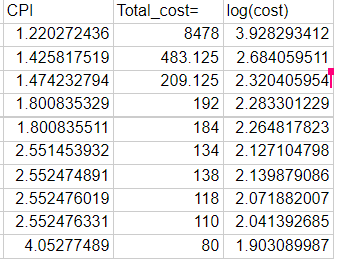 CPI Total_cost= log(cost)
1.220272436 8478 3.928293412
1.425817519 483.125 2.684059511
1.474232794 209.125 2.320405954
1.800835329 192 2.283301229
1.800835511 184 2.264817823
2.551453932 134 2.127104798
2.552474891 138 2.139879086
2.552476019 118 2.071882007
2.552476331 110 2.041392685
4.05277489 80 1.903089987